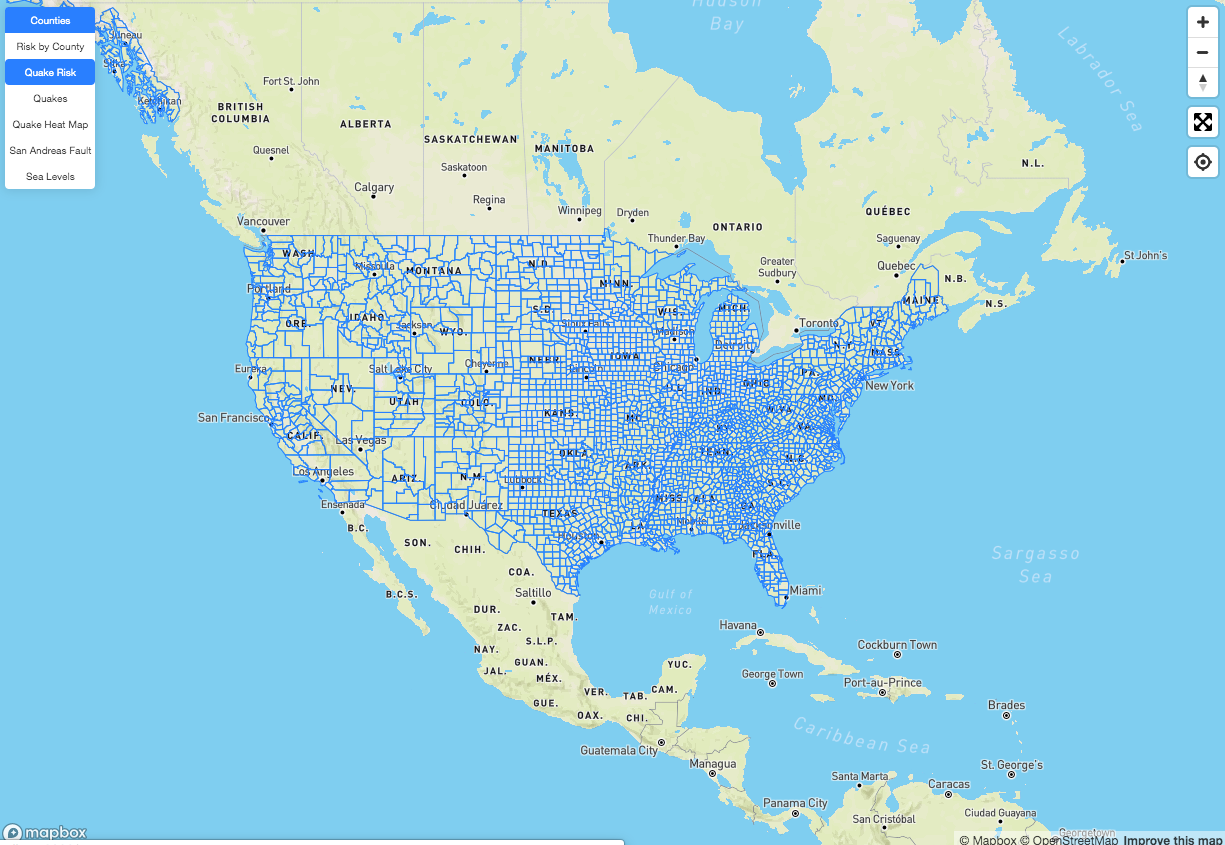 Counties
Risk by County
Quake Risk
Quakes
Quake Heat Map
San Andreas Fault
Sea Levels
Hudson
Bay
Labrador Sea
Juneau
Sitka
Ketchikan
Fort St. John
BRITISH
COLUMBIA
ALBERTA
SASKATCHEWAN
MANITOBA
Quesnel
Saskatoon
Calgary
Regina
Winnipeg
Dryden
ONTARIO
QUÉBEC
N.L.
Vancouver
Thunder Bay
Saguenay
Greater
Sudbury
Quebec
St John's
N.B.
N.S.
WASH.
Missoula
MONTANA
N.D.
MINN.
MAINE
Portland
ORE.
IDAHO
Jackson
WYO.
S.D.
Sioux Falls
WIS.
Madison
MICH.
Detroit
Toronto
VT.
N.Y.
MASS.
Eureka
Salt Lake City
Cheyenne
NEBR.
Lincoln
IOWA
Chicago
ILL.
IND.
OHIO
PA.
New York
NEV.
UTAH
COLO.
KANS.
MO.
KY.
W.VA.
MD.
VA.
San Francisco
CALIF.
Las Vegas
Los Angeles
ARIZ.
N.M.
OKLA.
ARK.
TENN.
N.C.
Lubbock
MISS.
ALA.
S.C.
GA.
Ensenada
Ciudad Juárez
TEXAS
LA.
Mobile
Jacksonville
Houston
FLA.
Miami
B.C.
SON.
CHIH.
COA.
B.C.S.
Saltillo
DUR.
TAM.
ZAC.
S.L.P.
NAY.
GUAN.
JAL.
MÉX.
VER.
TAB.
CAM.
YUC.
GUE.
OAX.
CHI.
Gulf of
Mexico
Sargasso
Sea
Havana
Cockburn Town
George Town
Port-au-Prince
Brades
Caribbean Sea
Guatemala City
Managua
St. George's
Santa Marta
Caracas
Panama City
San Cristóbal
Ciudad Guayana
Georgetown
mapbox
© Mapbox © OpenStreetMap Improve this map